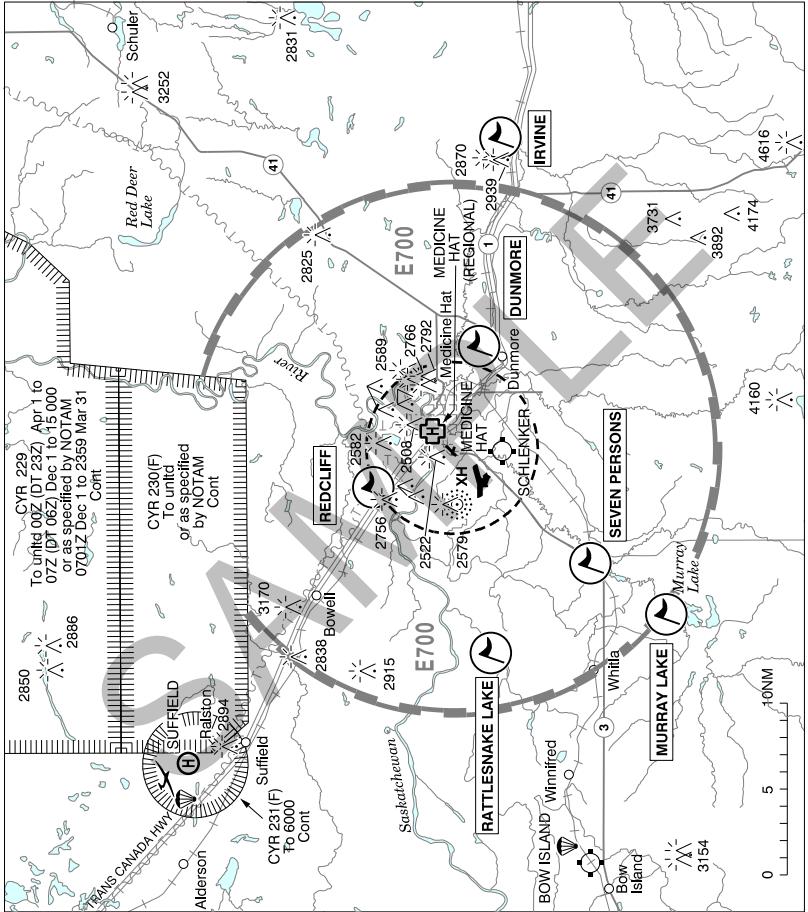 CYR 229
To unltd 00Z (DT 23Z) Apr 1 to
07Z (DT 06Z) Dec 1 to 15 000
or as specified by NOTAM
0701Z Dec 1 to 2359 Mar 31
Cont
CYR 230(F)
To unltd
or as specified
by NOTAM
Cont
Schuler
2831
3252
Red Deer
Lake
41
2850
2886
SUFFIELD
H
Ralston
2894
Suffield
TRANS CANADA HWY
Alderson
CYR 231(F)
To 6000
Cont
3170
Bowell
2838
2915
E700
Saskatchewan
River
2825
E700
REDCLIFF
2756
2582
2508
2522
2579
2589
2766
2792
Medicine Hat
MEDICINE
HAT
(REGIONAL)
H
MEDICINE
HAT
XH
SCHLENKER
DUNMORE
Dunmore
1
2870
2939
IRVINE
41
3731
3892
4174
4616
4160
SEVEN PERSONS
RATTLESNAKE LAKE
MURRAY LAKE
Murray
Lake
Whitla
3
Winnifred
BOW ISLAND
Bow
Island
3154
0
5
10NM
SAMPLE